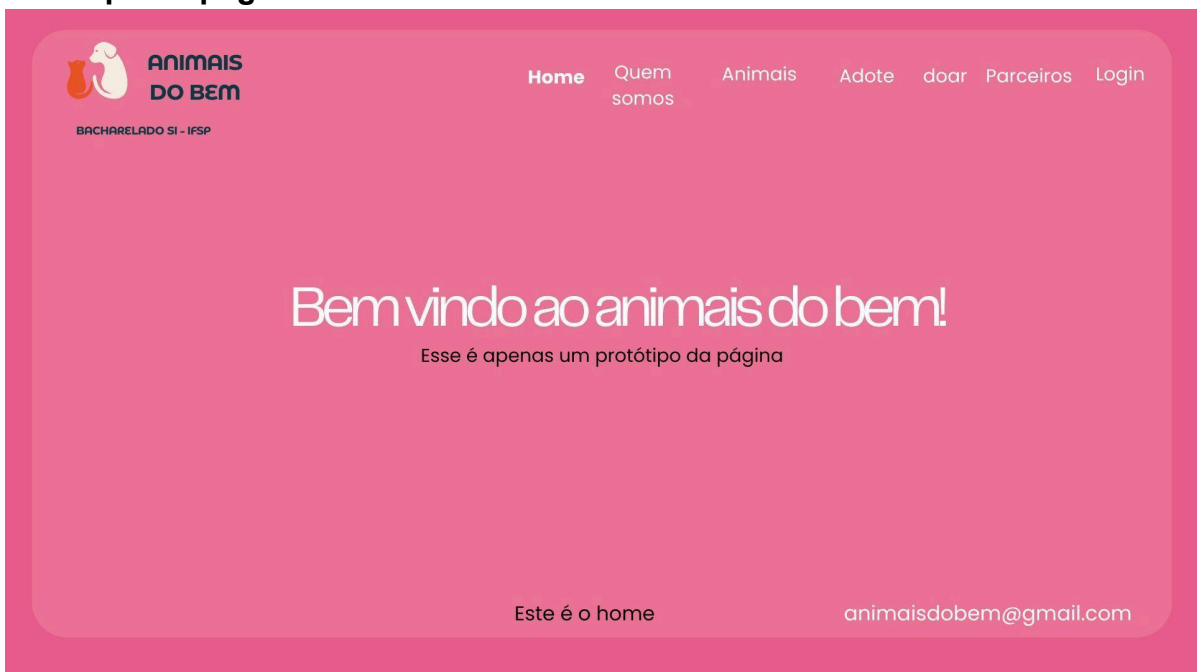 ANIMAIS
DO BEM
BACHARELADO SI - IFSP
Home
Quem
somos
Animais
Adote
doar
Parceiros
Login
Bem vindo ao animais do bem!
Esse é apenas um protótipo da página
Este é o home
animaisdobem@gmail.com